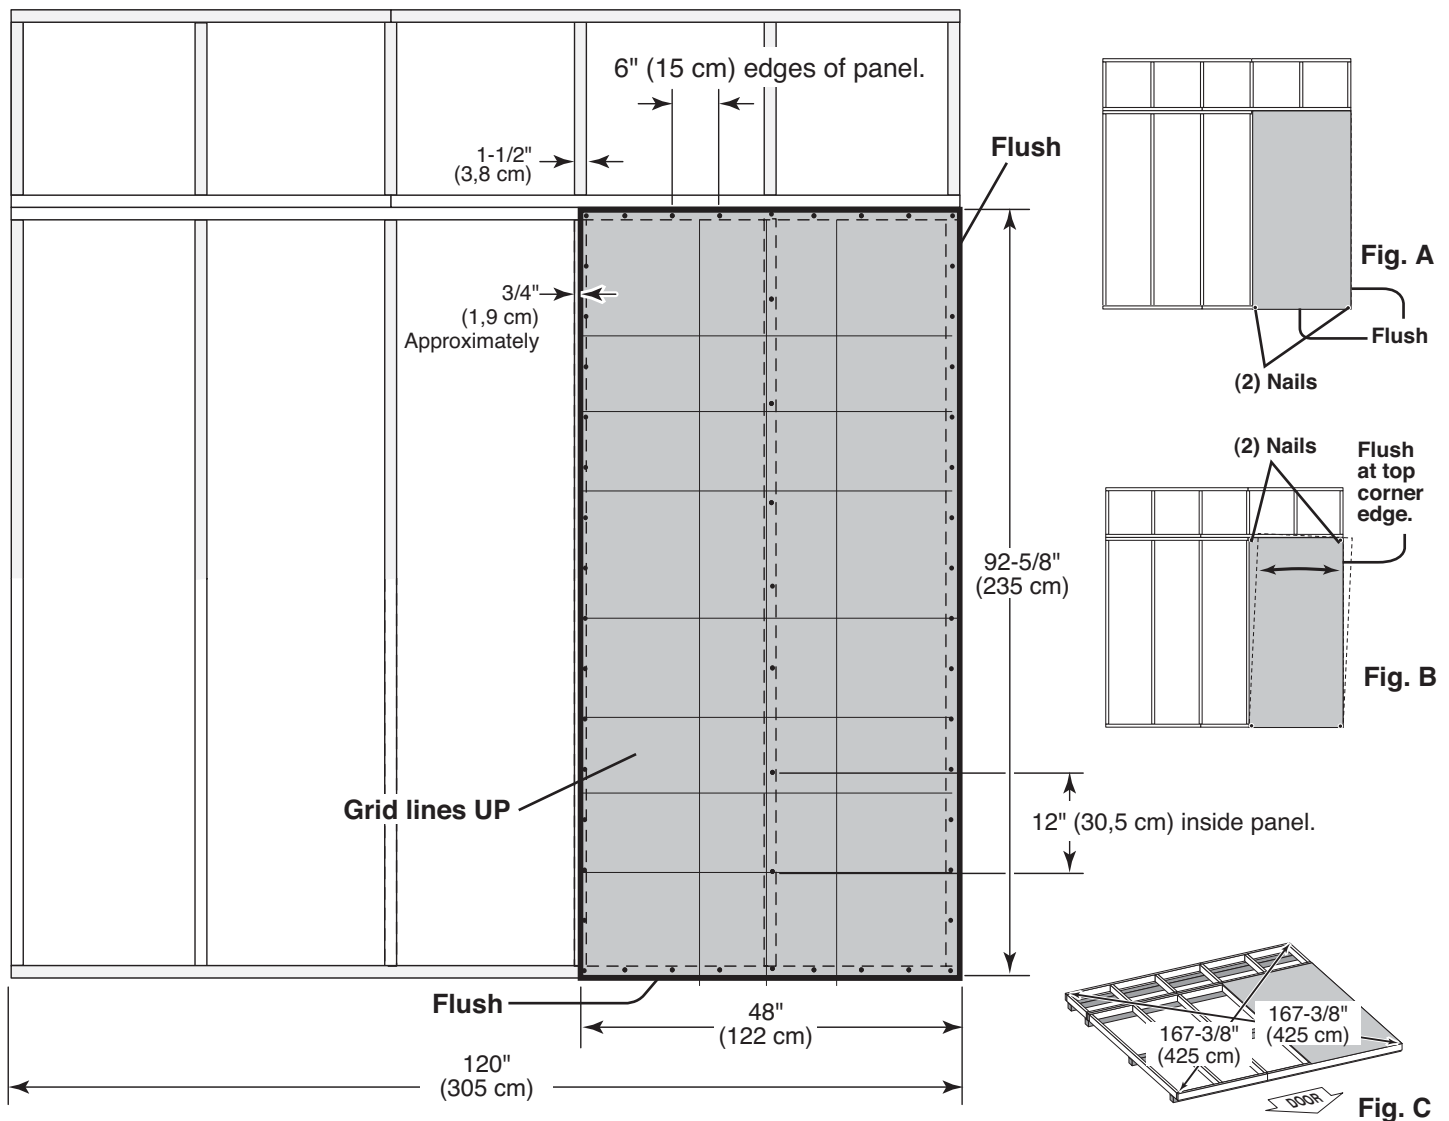 6" (15 cm) edges of panel.
1-1/2"
(3,8 cm)
Flush
3/4"
(1,9 cm)
Approximately
92-5/8"
(235 cm)
Grid lines UP
12" (30,5 cm) inside panel.
Flush
48"
(122 cm)
120"
(305 cm)
Fig. A
Flush
(2) Nails
(2) Nails
Flush
at top
corner
edge.
Fig. B
167-3/8"
(425 cm)
167-3/8"
(425 cm)
DOOR
Fig. C